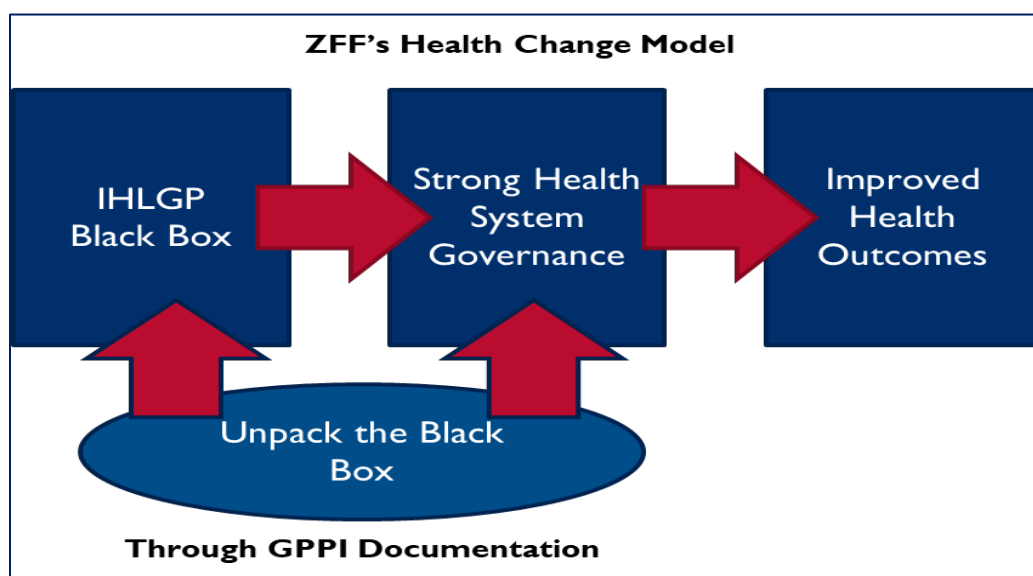 ZFF's Health Change Model
IHLGP
Black Box
Strong Health
System
Governance
Improved
Health
Outcomes
Unpack the Black
Box
Through GPPI Documentation